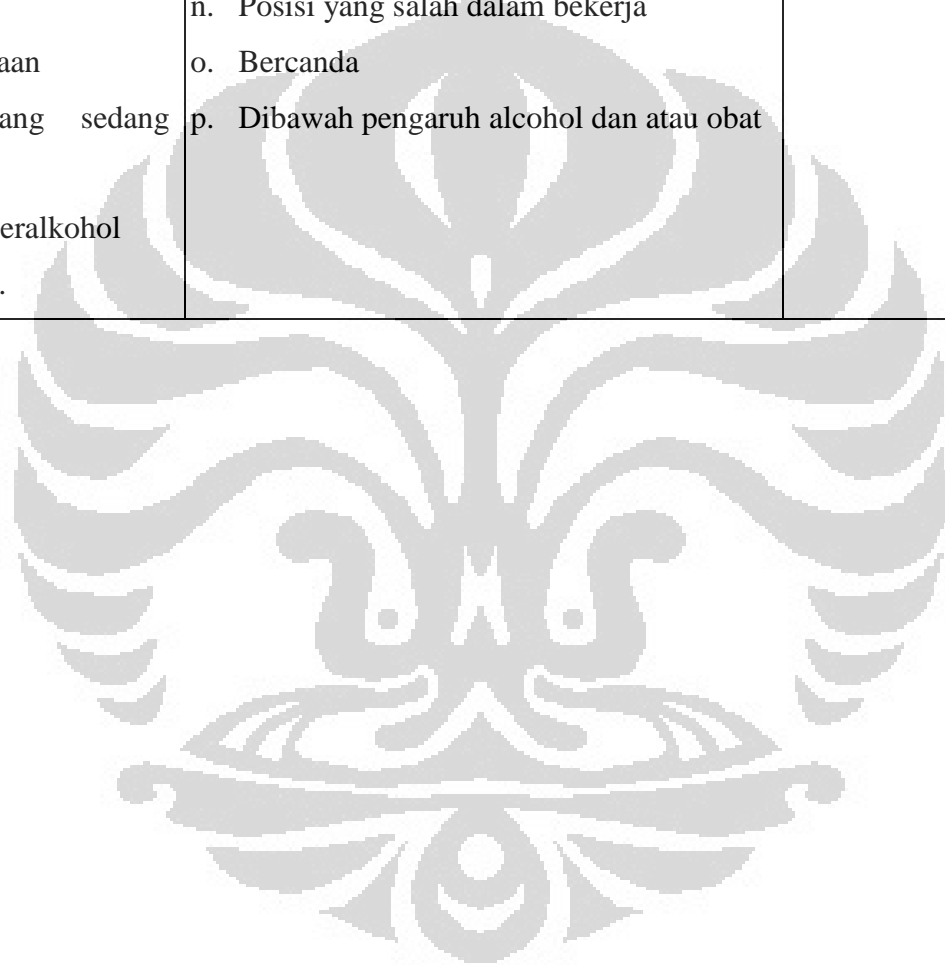 n. Posisi yang salah dalam bekerja
aan o. Bercanda
ang sedang p. Dibawah pengaruh alcohol dan atau obat
eralkohol
.